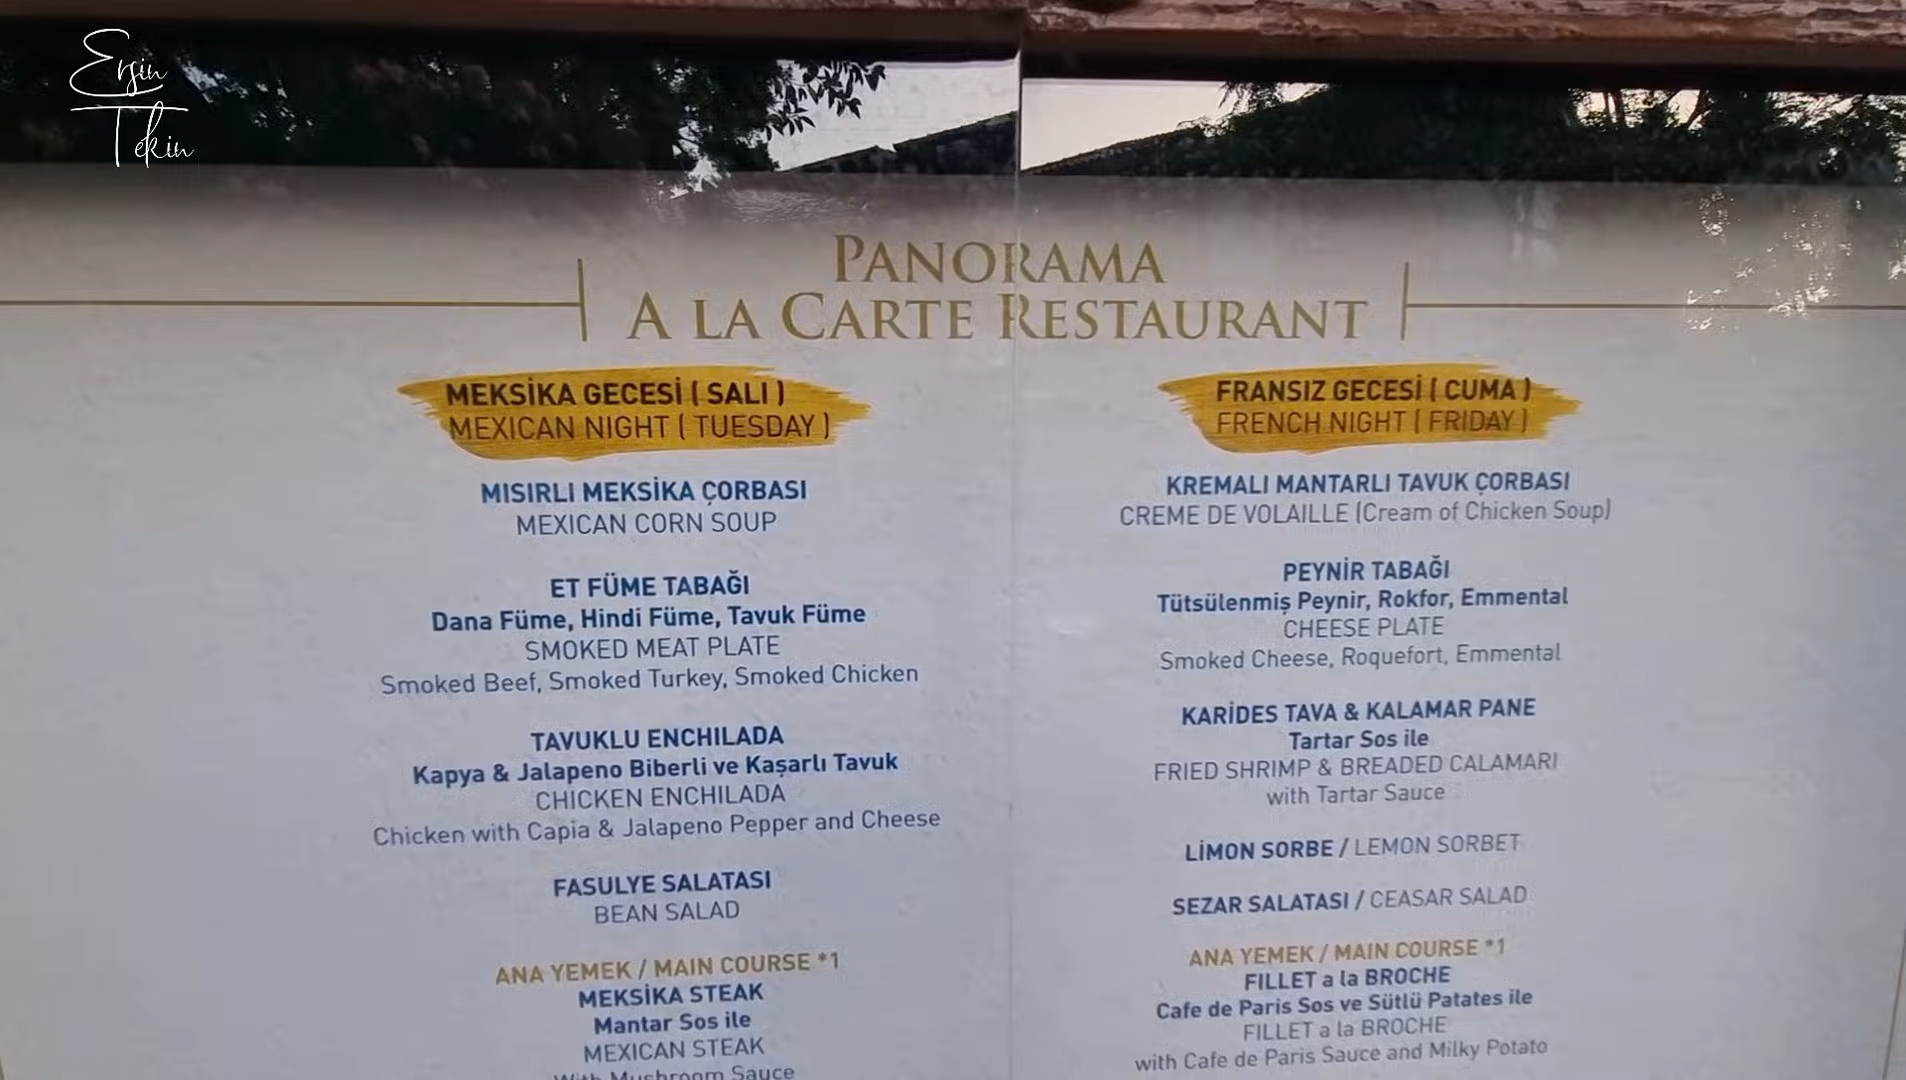 Ersin
Tekin
PANORAMA
A LA CARTE RESTAURANT
MEKSİKA GECESİ ( SALI )
MEXICAN NIGHT ( TUESDAY )
MISIRLI MEKSİKA ÇORBASI
MEXICAN CORN SOUP
ET FÜME TABAĞI
Dana Füme, Hindi Füme, Tavuk Füme
SMOKED MEAT PLATE
Smoked Beef, Smoked Turkey, Smoked Chicken
TAVUKLU ENCHILADA
Kapya & Jalapeno Biberli ve Kaşarlı Tavuk
CHICKEN ENCHILADA
Chicken with Capia & Jalapeno Pepper and Cheese
FASULYE SALATASI
BEAN SALAD
ANA YEMEK / MAIN COURSE *1
MEKSİKA STEAK
Mantar Sos ile
MEXICAN STEAK
With Mushroom Sauce
FRANSIZ GECESİ ( CUMA )
FRENCH NIGHT ( FRIDAY )
KREMALI MANTARLI TAVUK ÇORBASI
CREME DE VOLAILLE (Cream of Chicken Soup)
PEYNİR TABAĞI
Tütsülenmiş Peynir, Rokfor, Emmental
CHEESE PLATE
Smoked Cheese, Roquefort, Emmental
KARİDES TAVA & KALAMAR PANE
Tartar Sos ile
FRIED SHRIMP & BREADED CALAMARI
with Tartar Sauce
LİMON SORBE / LEMON SORBET
SEZAR SALATASI / CEASAR SALAD
ANA YEMEK / MAIN COURSE *1
FILLET a la BROCHE
Cafe de Paris Sos ve Sütlü Patates ile
FILLET a la BROCHE
with Cafe de Paris Sauce and Milky Potato